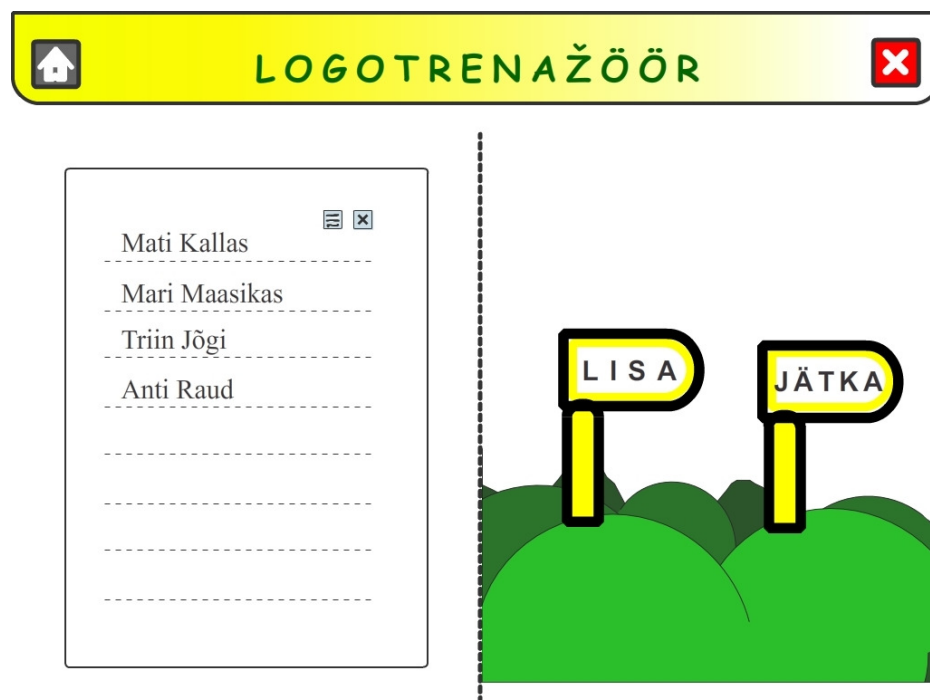 LOGOTRENAŽÖÖR
Mati Kallas
Mari Maasikas
Triin Jõgi
Anti Raud
LISA
JÄTKA